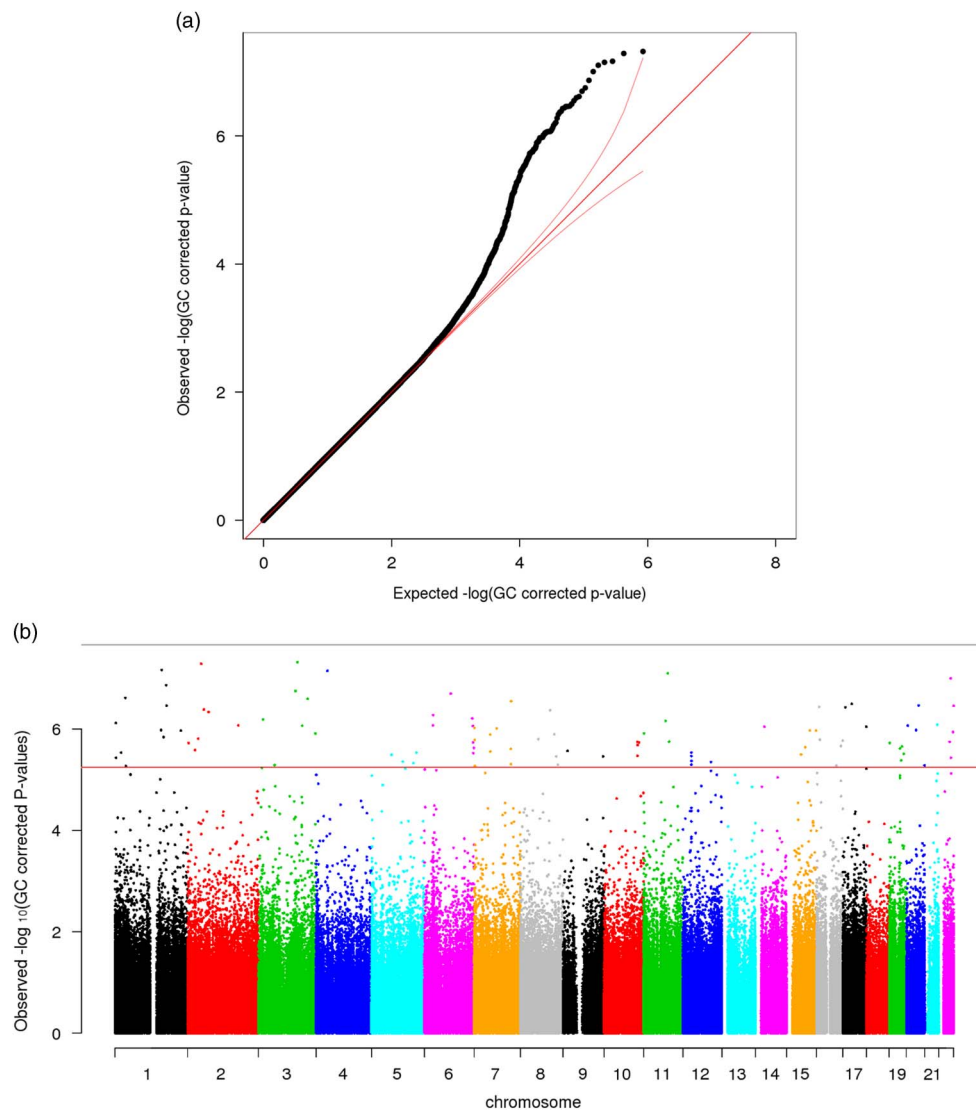 (a)
Observed -log(GC corrected p-value)
6
4
2
0
0 2 4 6 8
Expected -log(GC corrected p-value)
(b)
Observed -log 10(GC corrected P-values)
6
4
2
0
1 2 3 4 5 6 7 8 9 10 11 12 13 14 15 17 19 21
chromosome